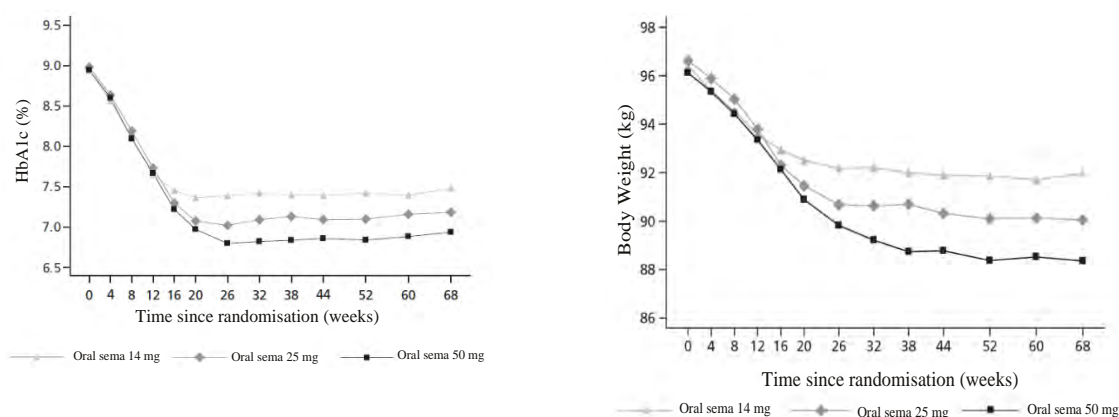 9.5
9.0
8.5
8.0
7.5
7.0
6.5
HbA1c (%)
0 4 8 12 16 20 26 32 38 44 52 60 68
Time since randomisation (weeks)
Oral sema 14 mg Oral sema 25 mg Oral sema 50 mg
98
96
94
92
90
88
86
Body Weight (kg)
0 4 8 12 16 20 26 32 38 44 52 60 68
Time since randomisation (weeks)
Oral sema 14 mg Oral sema 25 mg Oral sema 50 mg